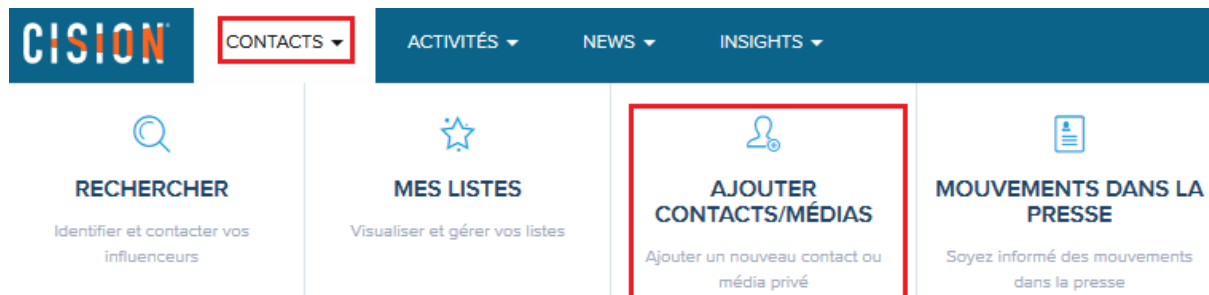 CISION CONTACTS ACTIVITÉS NEWS INSIGHTS
RECHERCHER
Identifier et contacter vos
influenceurs
MES LISTES
Visualiser et gérer vos listes
AJOUTER
CONTACTS/MÉDIAS
Ajouter un nouveau contact ou
média privé
MOUVEMENTS DANS LA
PRESSE
Soyez informé des mouvements
dans la presse